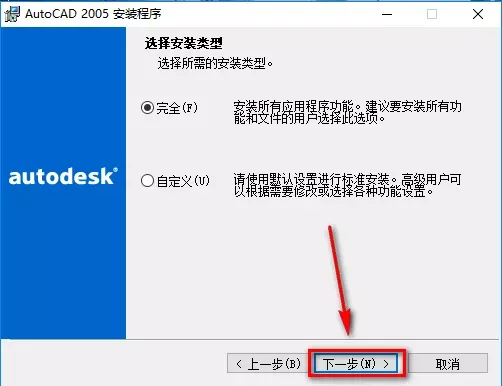 AutoCAD 2005 安装程序
选择安装类型
选择所需的安装类型。
完全(F)
安装所有应用程序功能。建议要安装所有功
能和文件的用户选择此选项。
autodesk®
自定义(U)
请使用默认设置进行标准安装。高级用户可
以根据需要修改或选择各种功能设置。
< 上一步(B)
下一步(N) >
取消